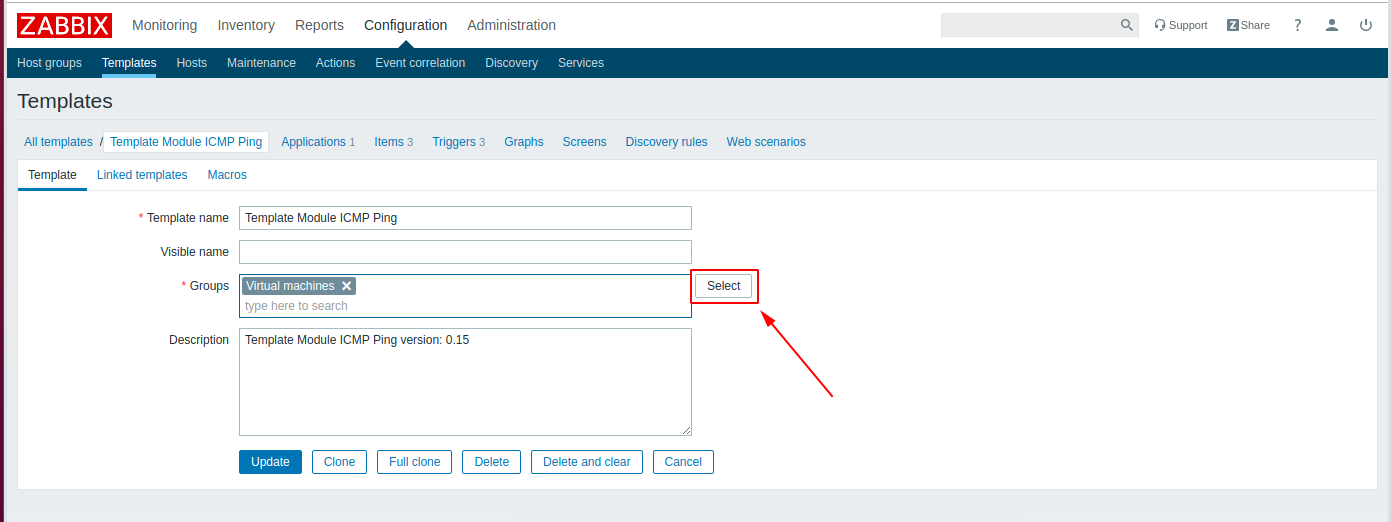 ZABBIX Monitoring Inventory Reports Configuration Administration Support Z Share ?
Host groups Templates Hosts Maintenance Actions Event correlation Discovery Services
Templates
All templates / Template Module ICMP Ping Applications 1 Items 3 Triggers 3 Graphs Screens Discovery rules Web scenarios
Template Linked templates Macros
* Template name Template Module ICMP Ping
Visible name
* Groups Virtual machines Select
type here to search
Description Template Module ICMP Ping version: 0.15
Update Clone Full clone Delete Delete and clear Cancel